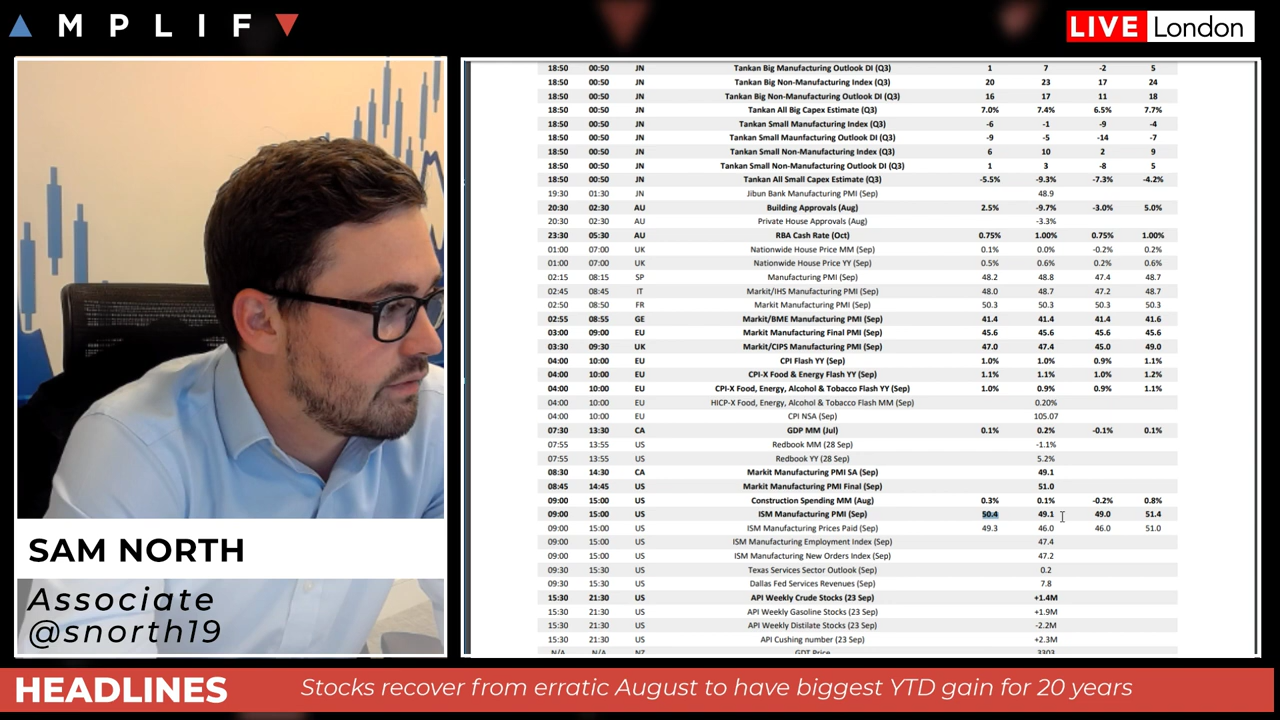 AMPLIFY
LIVE London
18:50 00:50 JN Tankan Big Manufacturing Outlook DI (Q3) 1 7 -2 5
18:50 00:50 JN Tankan Big Non-Manufacturing Index (Q3) 20 23 17 24
18:50 00:50 JN Tankan Big Non-Manufacturing Outlook DI (Q3) 16 17 11 18
18:50 00:50 JN Tankan All Big Capex Estimate (Q3) 7.0% 7.4% 6.5% 7.7%
18:50 00:50 JN Tankan Small Manufacturing Index (Q3) -6 -1 -9 -4
18:50 00:50 JN Tankan Small Maunfacturing Outlook DI (Q3) -9 -5 -14 -7
18:50 00:50 JN Tankan Small Non-Manufacturing Index (Q3) 6 10 2 9
18:50 00:50 JN Tankan Small Non-Manufacturing Outlook DI (Q3) 1 3 -8 5
18:50 00:50 JN Tankan All Small Capex Estimate (Q3) -5.5% -9.3% -7.3% -4.2%
19:30 01:30 JN Jibun Bank Manufacturing PMI (Sep) 48.9
20:30 02:30 AU Building Approvals (Aug) 2.5% -9.7% -3.0% 5.0%
20:30 02:30 AU Private House Approvals (Aug) -3.3%
23:30 05:30 AU RBA Cash Rate (Oct) 0.75% 1.00% 0.75% 1.00%
01:00 07:00 UK Nationwide House Price MM (Sep) 0.1% 0.0% -0.2% 0.2%
01:00 07:00 UK Nationwide House Price YY (Sep) 0.5% 0.6% 0.2% 0.6%
02:15 08:15 SP Manufacturing PMI (Sep) 48.2 48.8 47.4 48.7
02:45 08:45 IT Markit/IHS Manufacturing PMI (Sep) 48.0 48.7 47.2 48.7
02:50 08:50 FR Markit Manufacturing PMI (Sep) 50.3 50.3 50.3 50.3
02:55 08:55 GE Markit/BME Manufacturing PMI (Sep) 41.4 41.4 41.4 41.6
03:00 09:00 EU Markit Manufacturing Final PMI (Sep) 45.6 45.6 45.6 45.6
03:30 09:30 UK Markit/CIPS Manufacturing PMI (Sep) 47.0 47.4 45.0 49.0
04:00 10:00 EU CPI Flash YY (Sep) 1.0% 1.0% 0.9% 1.1%
04:00 10:00 EU CPI-X Food & Energy Flash YY (Sep) 1.1% 1.1% 1.0% 1.2%
04:00 10:00 EU CPI-X Food, Energy, Alcohol & Tobacco Flash YY (Sep) 1.0% 0.9% 0.9% 1.1%
04:00 10:00 EU HICP-X Food, Energy, Alcohol & Tobacco Flash MM (Sep) 0.20%
04:00 10:00 EU CPI NSA (Sep) 105.07
07:30 13:30 CA GDP MM (Jul) 0.1% 0.2% -0.1% 0.1%
07:55 13:55 US Redbook MM (28 Sep) -1.1%
07:55 13:55 US Redbook YY (28 Sep) 5.2%
08:30 14:30 CA Markit Manufacturing PMI SA (Sep) 49.1
08:45 14:45 US Markit Manufacturing PMI Final (Sep) 51.0
09:00 15:00 US Construction Spending MM (Aug) 0.3% 0.1% -0.2% 0.8%
09:00 15:00 US ISM Manufacturing PMI (Sep) 50.4 49.1 49.0 51.4
09:00 15:00 US ISM Manufacturing Prices Paid (Sep) 49.3 46.0 46.0 51.0
09:00 15:00 US ISM Manufacturing Employment Index (Sep) 47.4
09:00 15:00 US ISM Manufacturing New Orders Index (Sep) 47.2
09:30 15:30 US Texas Services Sector Outlook (Sep) 0.2
09:30 15:30 US Dallas Fed Services Revenues (Sep) 7.8
15:30 21:30 US API Weekly Crude Stocks (23 Sep) +1.4M
15:30 21:30 US API Weekly Gasoline Stocks (23 Sep) +1.9M
15:30 21:30 US API Weekly Distilate Stocks (23 Sep) -2.2M
15:30 21:30 US API Cushing number (23 Sep) +2.3M
N/A N/A NZ GDT Price 3303
SAM NORTH
Associate
@snorth19
HEADLINES Stocks recover from erratic August to have biggest YTD gain for 20 years